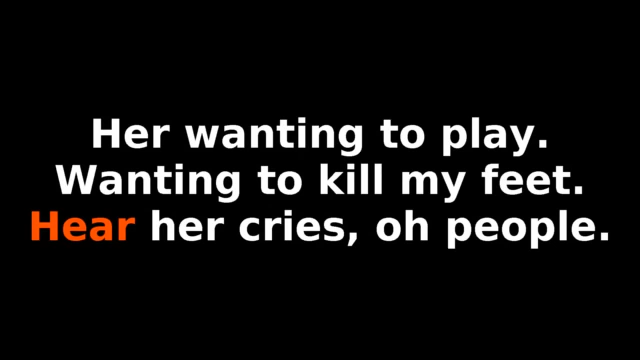 Her wanting to play.
Wanting to kill my feet.
Hear her cries, oh people.